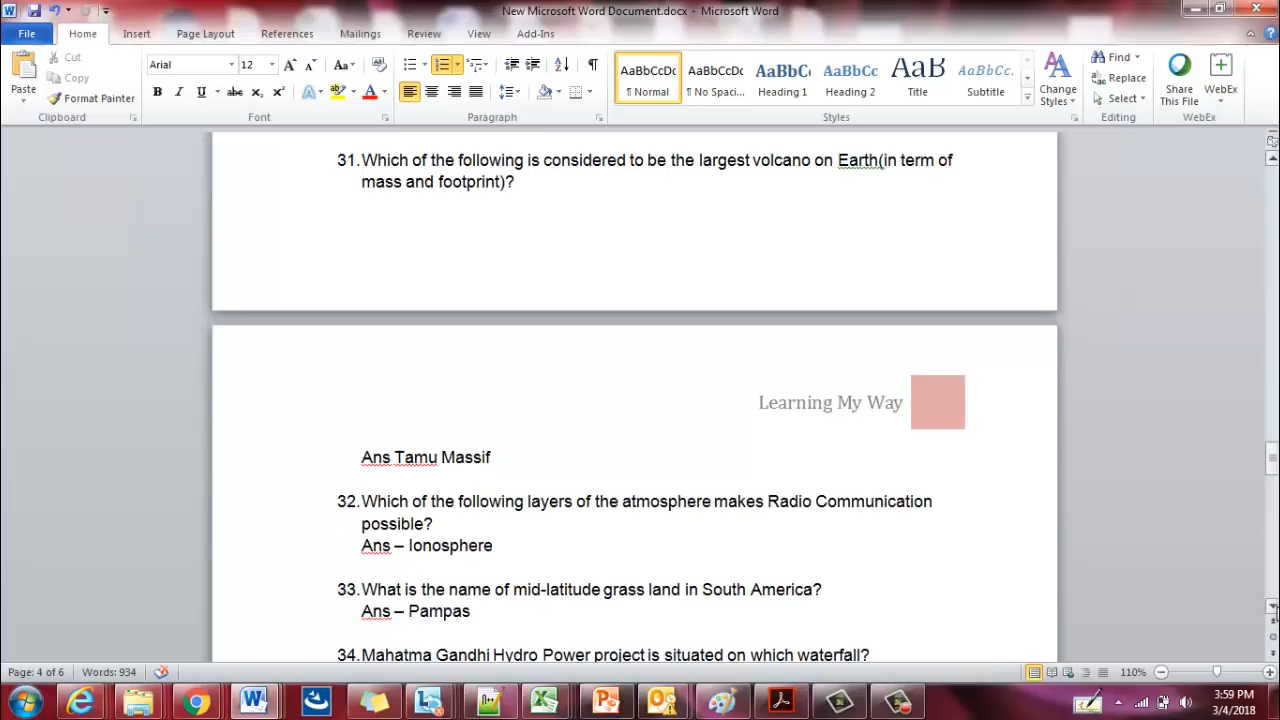 New Microsoft Word Document.docx - Microsoft Word
File Home Insert Page Layout References Mailings Review View Add-Ins
Cut
Copy
Format Painter
Paste
Arial 12
AaBbCcDc AaBbCcDc AaBbC AaBbCc AaB AaBbCc.
¶ Normal ¶ No Spaci... Heading 1 Heading 2 Title Subtitle
Change Styles
Find
Replace
Select
Share This File
WebEx
Clipboard Font Paragraph Styles Editing WebEx
31. Which of the following is considered to be the largest volcano on Earth(in term of
mass and footprint)?
Learning My Way
Ans Tamu Massif
32. Which of the following layers of the atmosphere makes Radio Communication
possible?
Ans – Ionosphere
33. What is the name of mid-latitude grass land in South America?
Ans – Pampas
34. Mahatma Gandhi Hydro Power project is situated on which waterfall?
Page: 4 of 6 Words: 934 110%
3:59 PM
3/4/2018